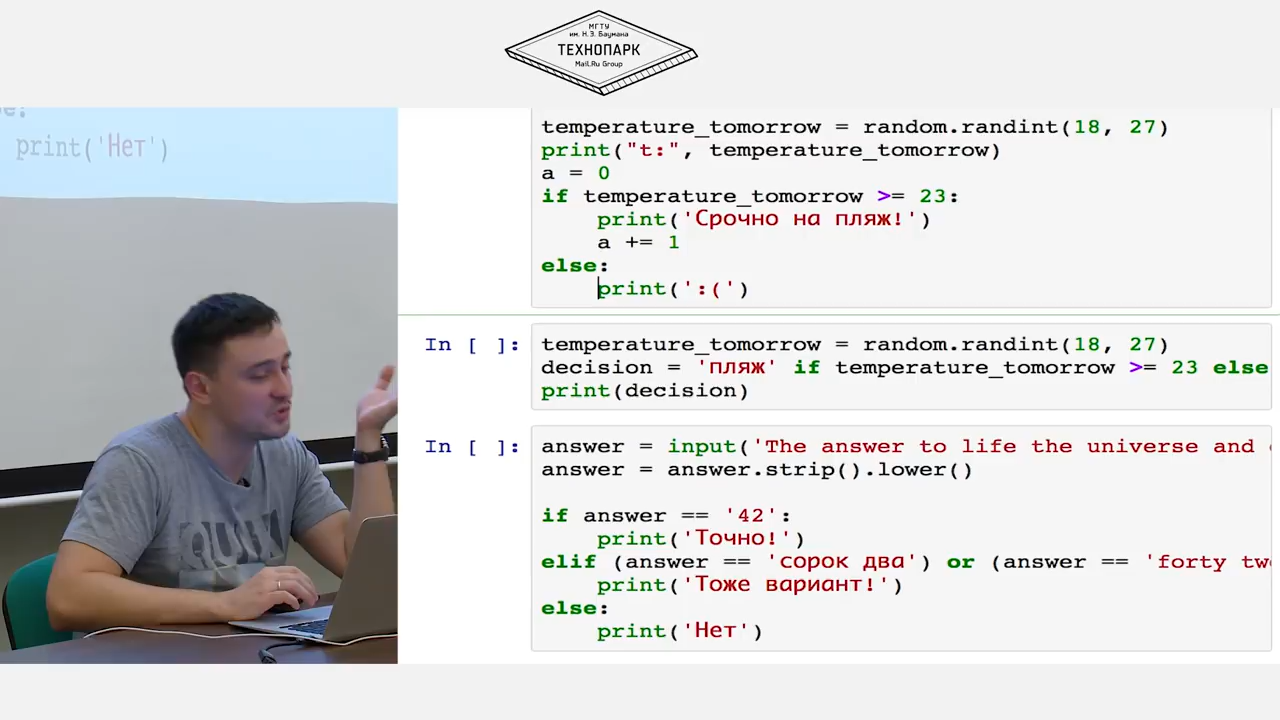 МГТУ
им. Н.Э. Баумана
ТЕХНОПАРК
Mail.Ru Group
print('Нет')
temperature_tomorrow = random.randint(18, 27)
print("t:", temperature_tomorrow)
a = 0
if temperature_tomorrow >= 23:
    print('Срочно на пляж!')
    a += 1
else:
    print(':(')
In [ ]: temperature_tomorrow = random.randint(18, 27)
decision = 'пляж' if temperature_tomorrow >= 23 else
print(decision)
In [ ]: answer = input('The answer to life the universe and
answer = answer.strip().lower()
if answer == '42':
    print('Точно!')
elif (answer == 'сорок два') or (answer == 'forty
    print('Тоже вариант!')
else:
    print('Нет')
QUIK